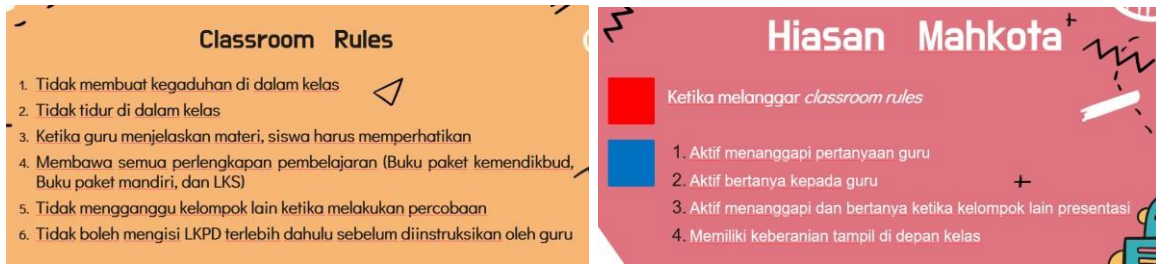 Classroom Rules
1. Tidak membuat kegaduhan di dalam kelas
2. Tidak tidur di dalam kelas
3. Ketika guru menjelaskan materi, siswa harus memperhatikan
4. Membawa semua perlengkapan pembelajaran (Buku paket kemendikbud,
Buku paket mandiri, dan LKS)
5. Tidak mengganggu kelompok lain ketika melakukan percobaan
6. Tidak boleh mengisi LKPD terlebih dahulu sebelum diinstruksikan oleh guru
Hiasan Mahkota
Ketika melanggar classroom rules
1. Aktif menanggapi pertanyaan guru
2. Aktif bertanya kepada guru
3. Aktif menanggapi dan bertanya ketika kelompok lain presentasi
4. Memiliki keberanian tampil di depan kelas